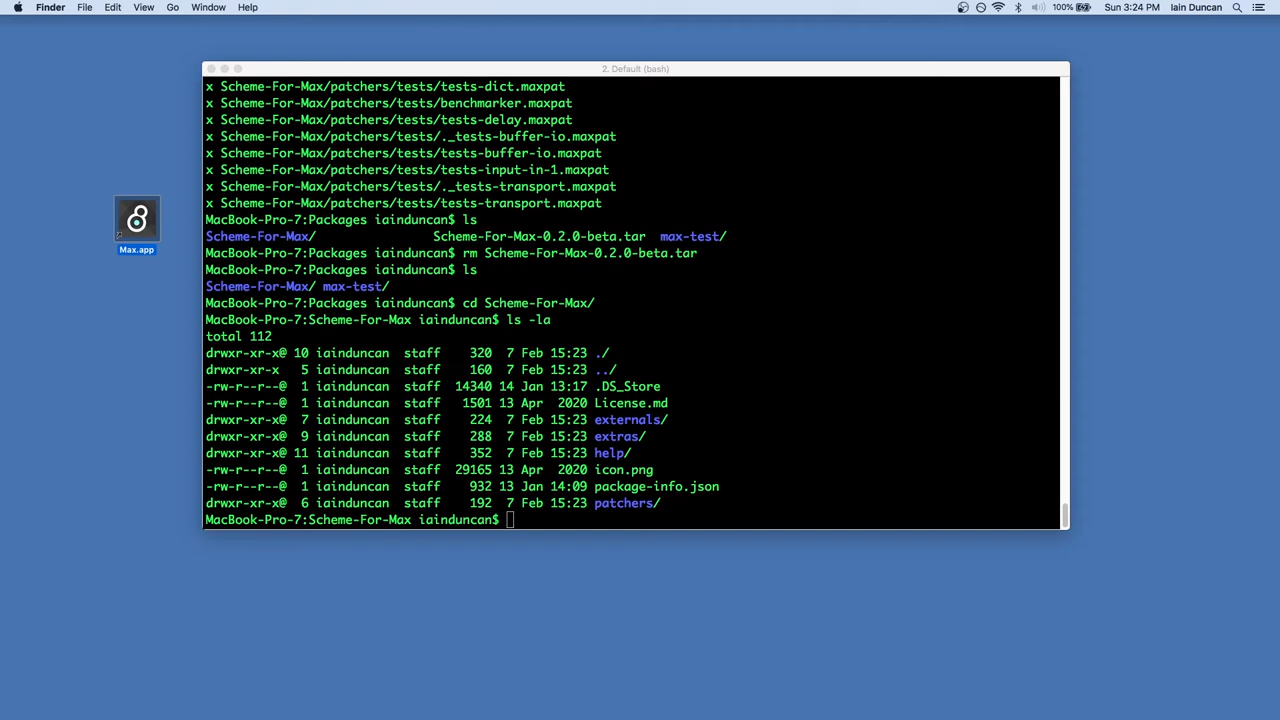 Finder File Edit View Go Window Help 100% Sun 3:24 PM Iain Duncan
2. Default (bash)
x Scheme-For-Max/patchers/tests/tests-dict.maxpat
x Scheme-For-Max/patchers/tests/benchmarker.maxpat
x Scheme-For-Max/patchers/tests/tests-delay.maxpat
x Scheme-For-Max/patchers/tests/._tests-buffer-io.maxpat
x Scheme-For-Max/patchers/tests/tests-buffer-io.maxpat
x Scheme-For-Max/patchers/tests/tests-input-in-1.maxpat
x Scheme-For-Max/patchers/tests/._tests-transport.maxpat
x Scheme-For-Max/patchers/tests/tests-transport.maxpat
MacBook-Pro-7:Packages iainduncan$ ls
Scheme-For-Max/ Scheme-For-Max-0.2.0-beta.tar max-test/
MacBook-Pro-7:Packages iainduncan$ rm Scheme-For-Max-0.2.0-beta.tar
MacBook-Pro-7:Packages iainduncan$ ls
Scheme-For-Max/ max-test/
MacBook-Pro-7:Packages iainduncan$ cd Scheme-For-Max/
MacBook-Pro-7:Scheme-For-Max iainduncan$ ls -la
total 112
drwxr-xr-x@ 10 iainduncan staff 320 7 Feb 15:23 ./
drwxr-xr-x 5 iainduncan staff 160 7 Feb 15:23 ../
-rw-r--r--@ 1 iainduncan staff 14340 14 Jan 13:17 .DS_Store
-rw-r--r--@ 1 iainduncan staff 1501 13 Apr 2020 License.md
drwxr-xr-x@ 7 iainduncan staff 224 7 Feb 15:23 externals/
drwxr-xr-x@ 9 iainduncan staff 288 7 Feb 15:23 extras/
drwxr-xr-x@ 11 iainduncan staff 352 7 Feb 15:23 help/
-rw-r--r--@ 1 iainduncan staff 29165 13 Apr 2020 icon.png
-rw-r--r--@ 1 iainduncan staff 932 13 Jan 14:09 package-info.json
drwxr-xr-x@ 6 iainduncan staff 192 7 Feb 15:23 patchers/
MacBook-Pro-7:Scheme-For-Max iainduncan$
Max.app